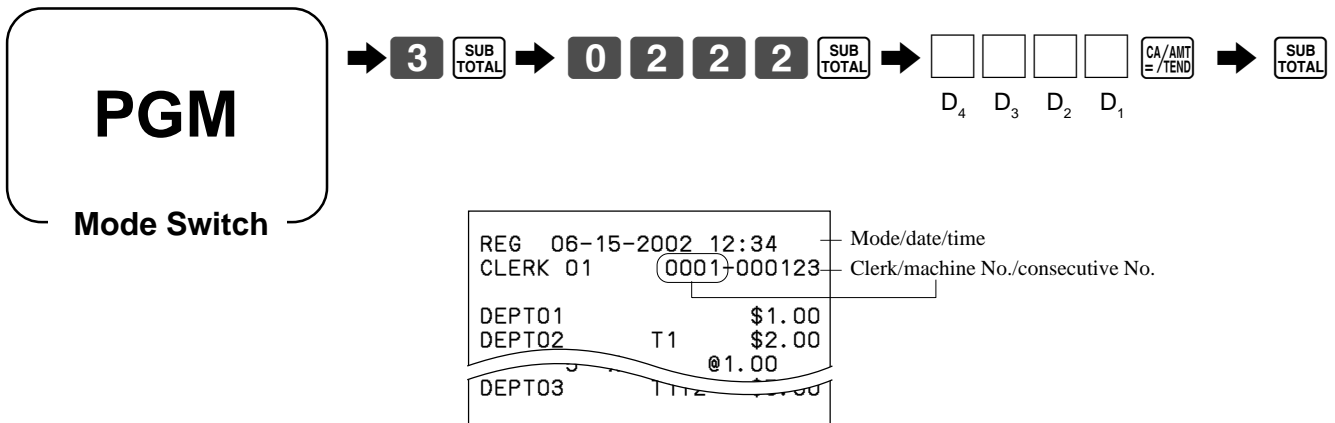 PGM
Mode Switch
3 SUB TOTAL 0 2 2 2 SUB TOTAL CA/AMT = /TEND SUB TOTAL
D4 D3 D2 D1
REG 06-15-2002 12:34 Mode/date/time
CLERK 01 0001-000123 Clerk/machine No./consecutive No.
DEPT01 $1.00
DEPT02 T1 $2.00
@1.00
DEPT03